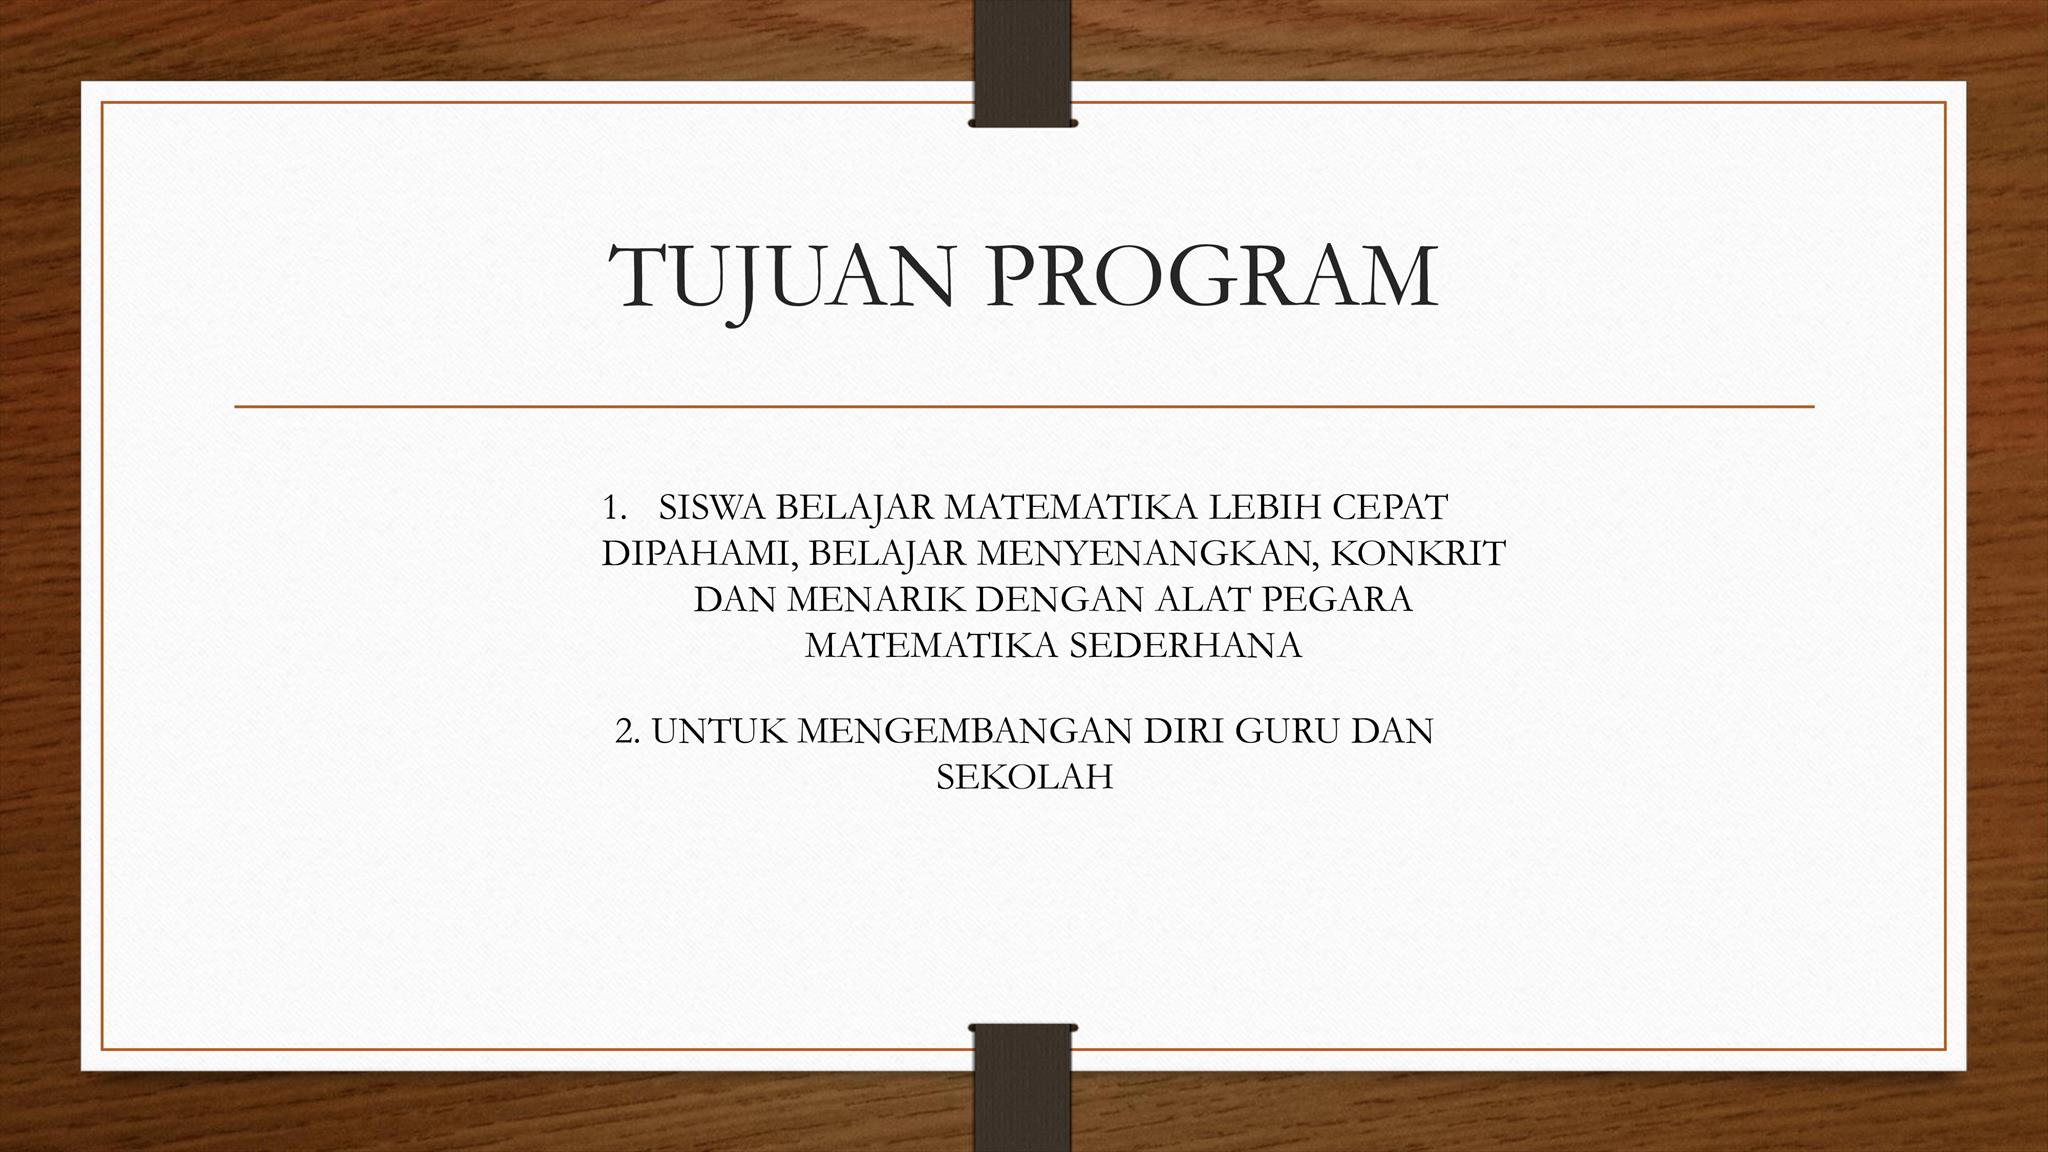 TUJUAN PROGRAM
1. SISWA BELAJAR MATEMATIKA LEBIH CEPAT
DIPAHAMI, BELAJAR MENYENANGKAN, KONKRIT
DAN MENARIK DENGAN ALAT PEGARA
MATEMATIKA SEDERHANA
2. UNTUK MENGEMBANGAN DIRI GURU DAN
SEKOLAH